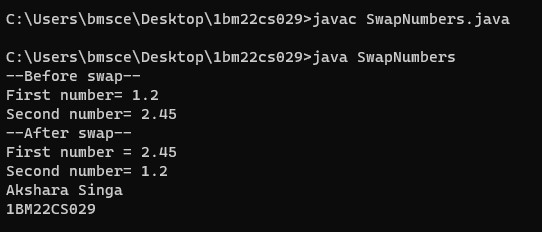 C:\Users\bmsce\Desktop\1bm22cs029>javac SwapNumbers.java
C:\Users\bmsce\Desktop\1bm22cs029>java SwapNumbers
--Before swap--
First number= 1.2
Second number= 2.45
--After swap--
First number = 2.45
Second number= 1.2
Akshara Singa
1BM22CS029